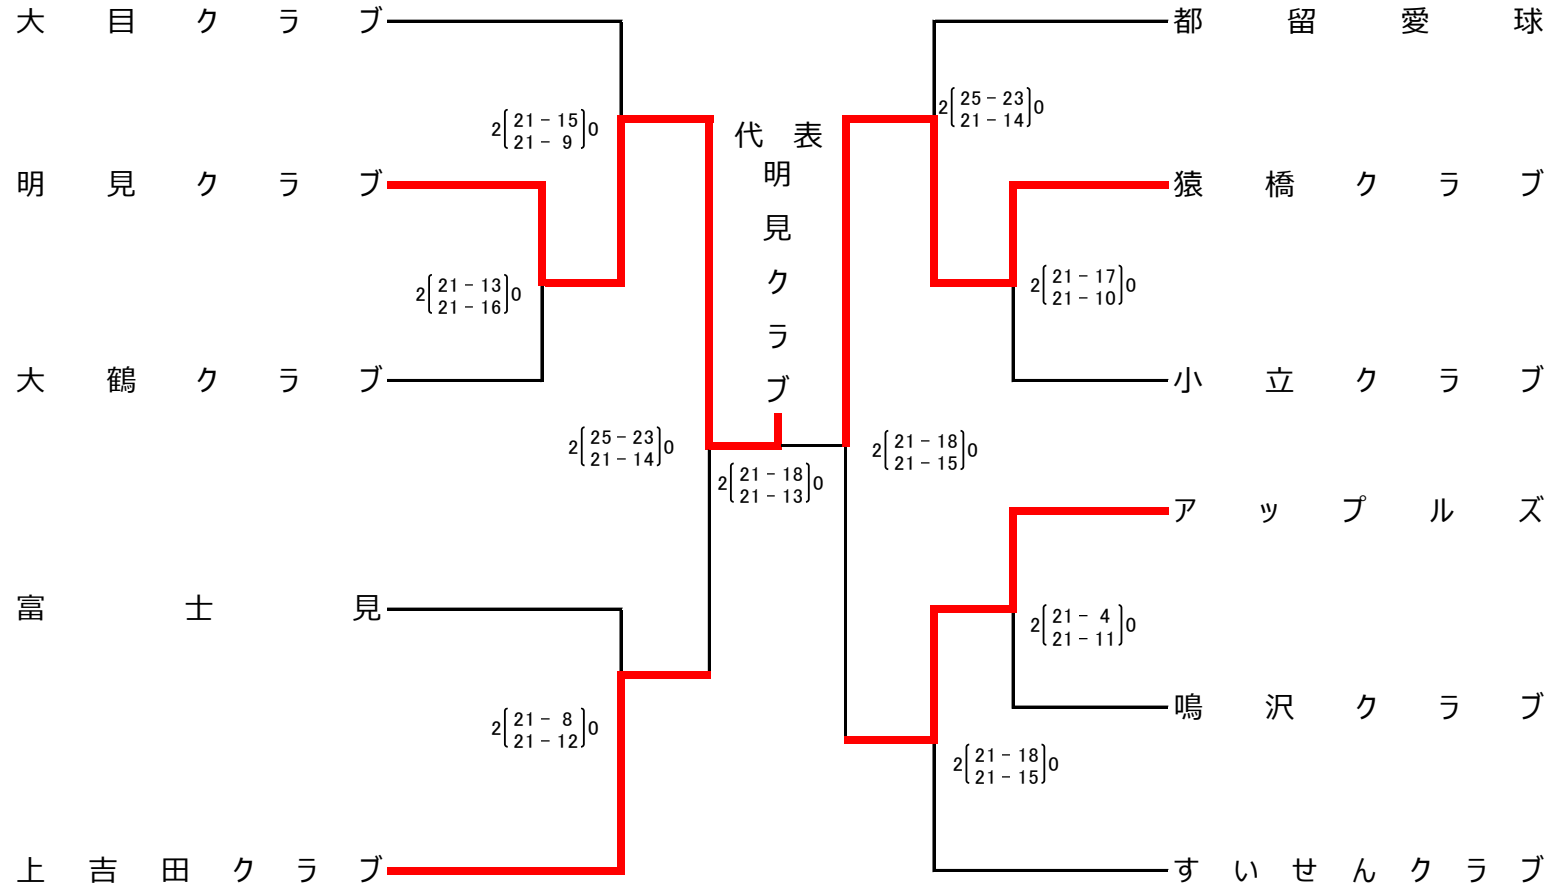 大目クラブ
都留愛球
2 21 - 15 0
21 - 9
2 25 - 23 0
21 - 14
代表
明見クラブ
明見クラブ
猿橋クラブ
2 21 - 13 0
21 - 16
2 21 - 17 0
21 - 10
大鶴クラブ
小立クラブ
2 25 - 23 0
21 - 14
2 21 - 18 0
21 - 13
2 21 - 18 0
21 - 15
アップルズ
富士見
2 21 - 4 0
21 - 11
鳴沢クラブ
2 21 - 8 0
21 - 12
2 21 - 18 0
21 - 15
上吉田クラブ
すいせんクラブ